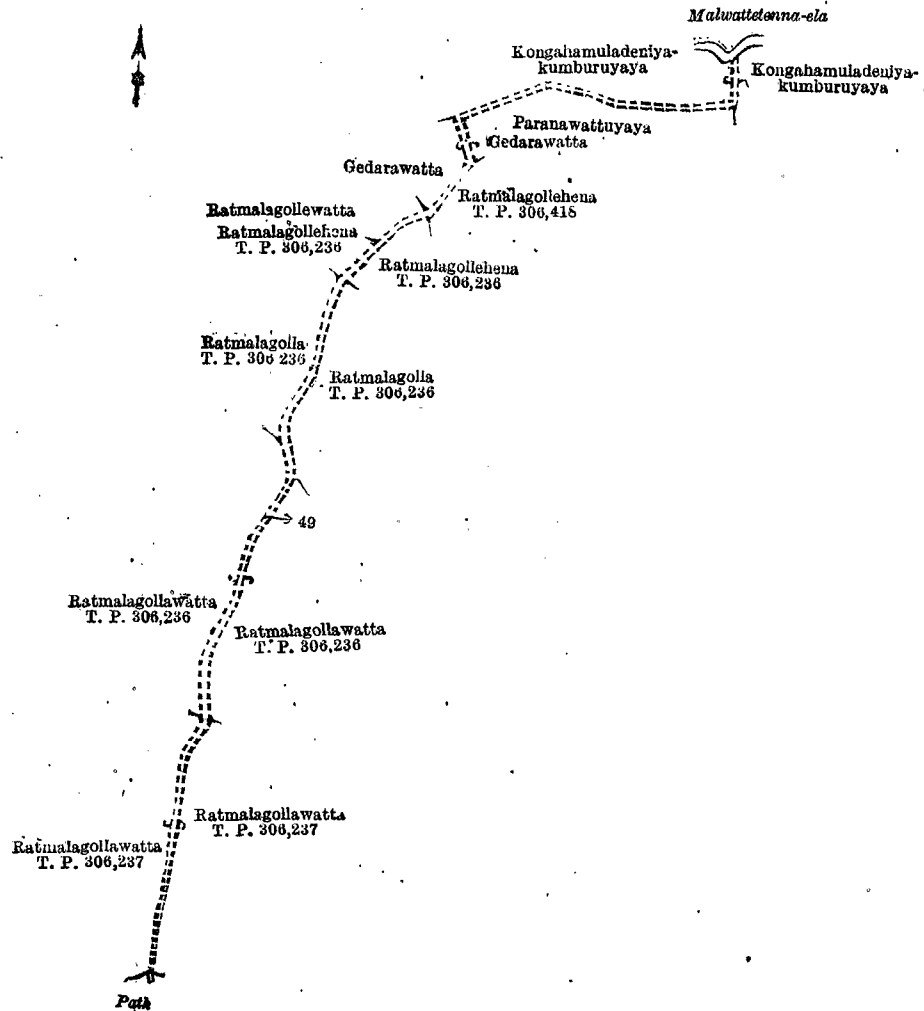 Malwattetenna-ela
Kongahamuladeniya-
kumburuyaya
Kongahamuladeniya-
kumburuyaya
Paranawattuyaya
Gedarawatta
Gedarawatta
Ratmalagollehena
T. P. 306,418
Ratmalagollewatta
Ratmalagollehena
T. P. 306,236
Ratmalagollehena
T. P. 306,236
Ratmalagolla
T. P. 306 236
Ratmalagolla
T. P. 306,236
49
Ratmalagollawatta
T. P. 306,236
Ratmalagollawatta
T. P. 306,236
Ratmalagollawatta
T. P. 306,237
Ratmalagollawatta
T. P. 306,237
Path